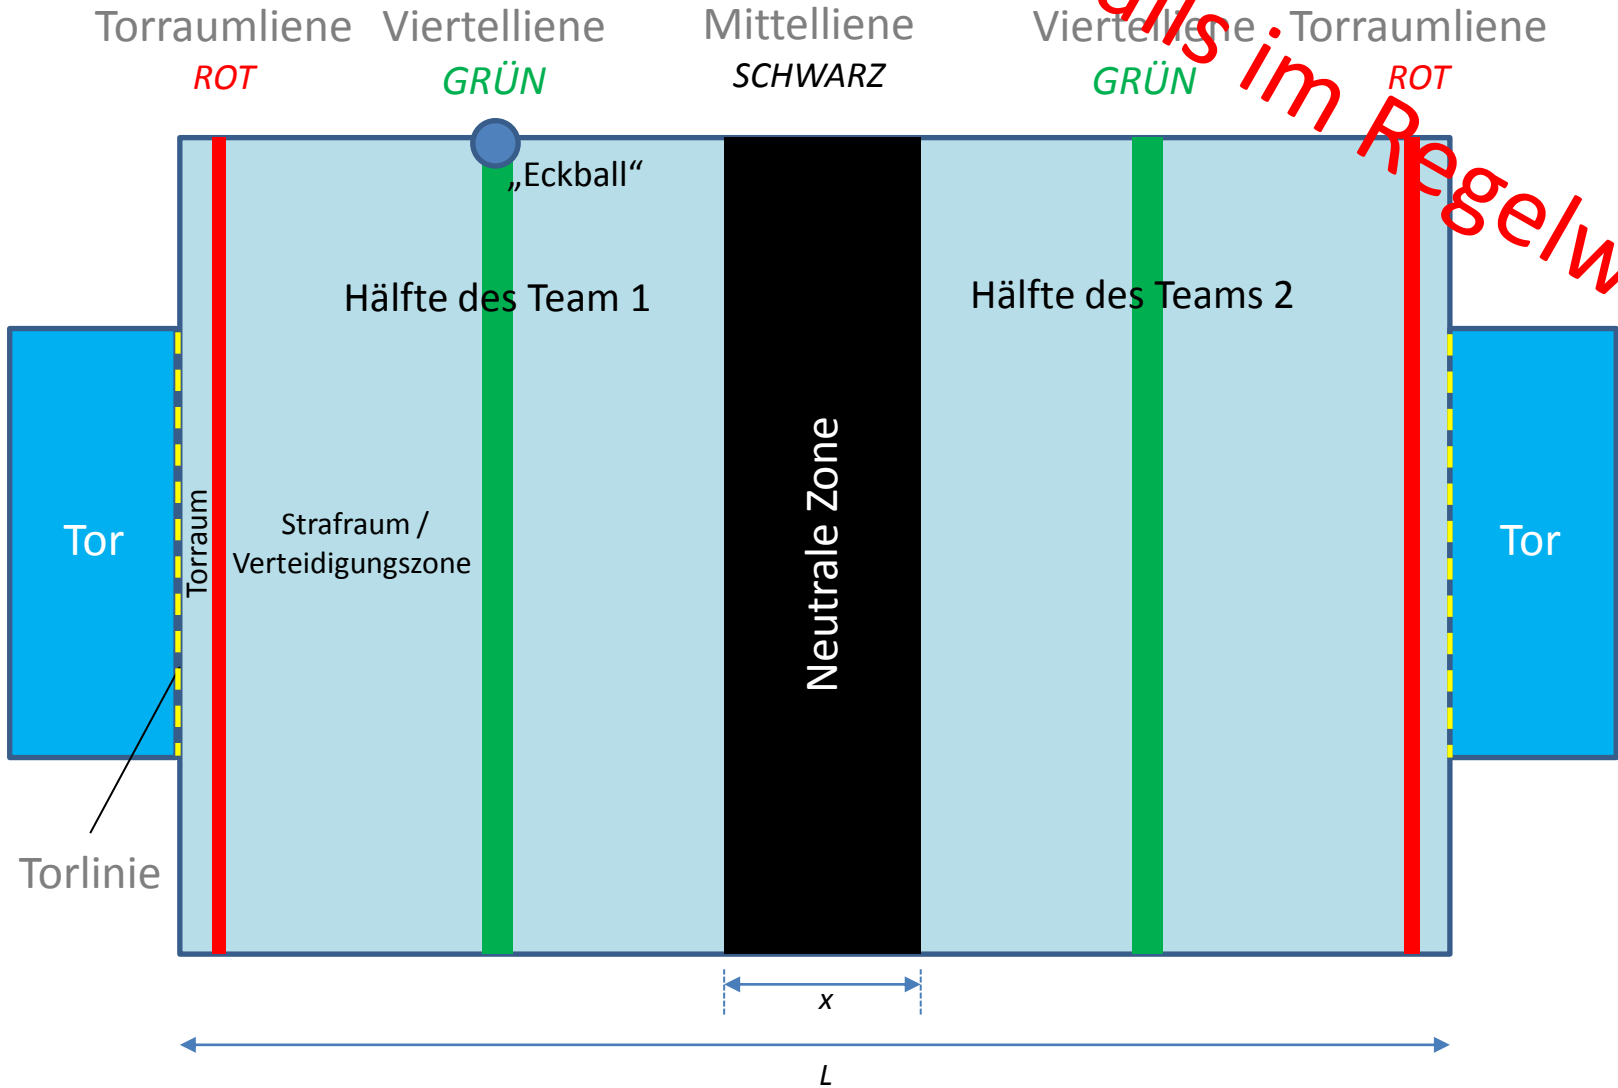 Torraumliene Viertelliene Mittelliene Viertelliene Torraumliene
ROT GRÜN SCHWARZ GRÜN ROT
im
„Eckball“
Hälfte des Team 1
Hälfte des Teams 2
Neutrale Zone
Tor
Torraum
Strafraum /
Verteidigungszone
Tor
Torlinie
x
L